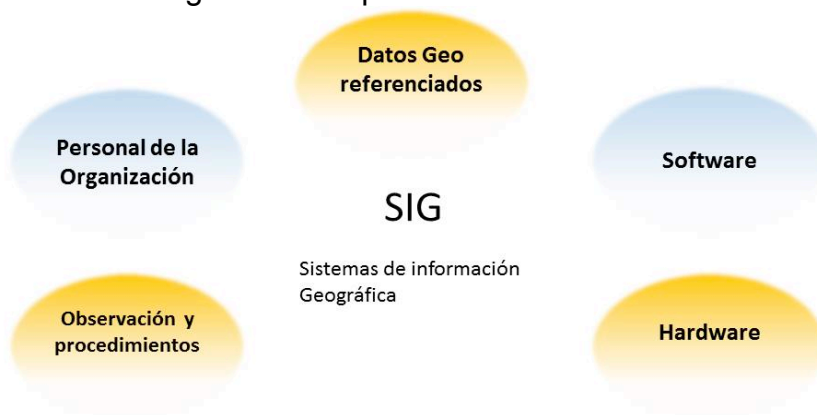 Datos Geo
referenciados
Personal de la
Organización
Software
SIG
Sistemas de información
Geográfica
Observación y
procedimientos
Hardware